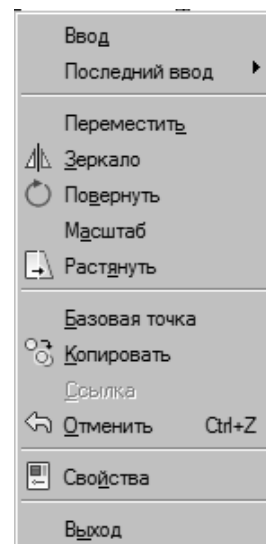 Ввод
Последний ввод
Переместить
Зеркало
Повернуть
Масштаб
Растянуть
Базовая точка
Копировать
Ссылка
Отменить Ctrl+Z
Свойства
Выход